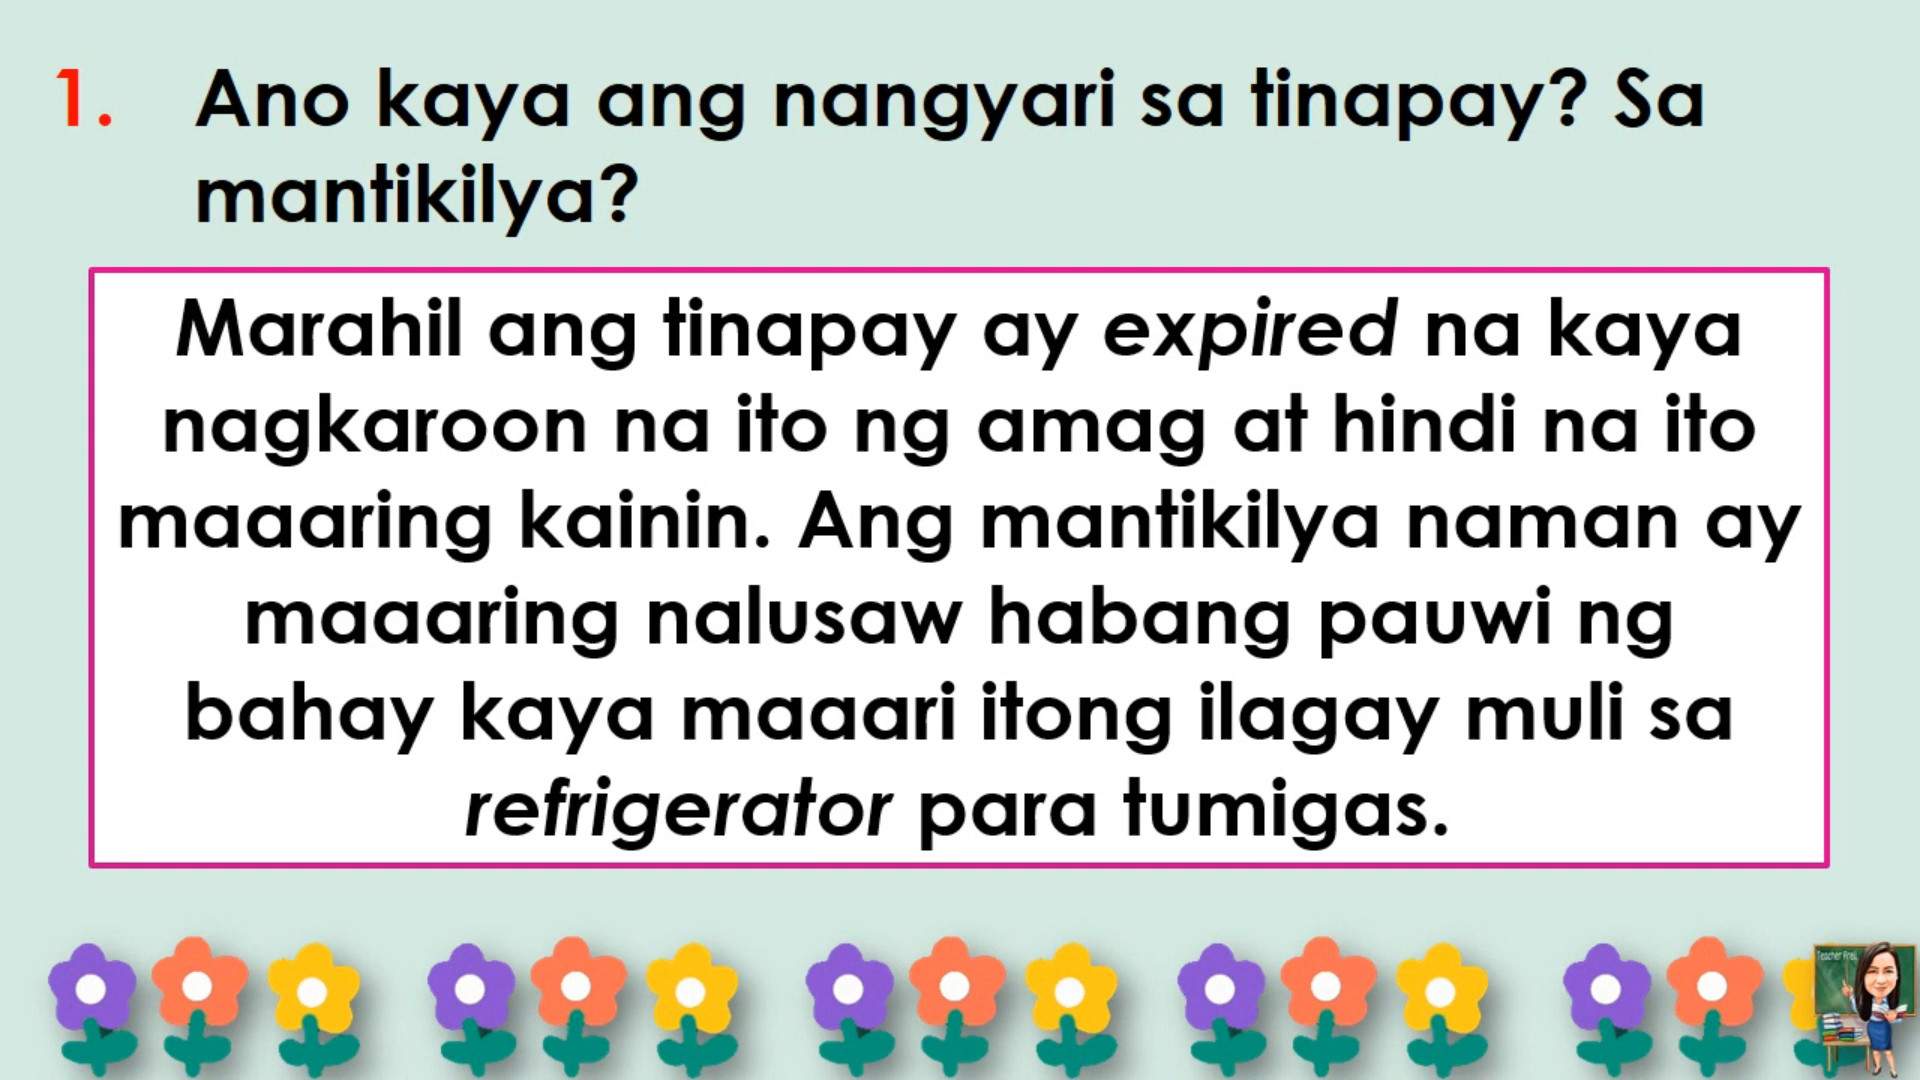 1. Ano kaya ang nangyari sa tinapay? Sa
mantikilya?
Marahil ang tinapay ay expired na kaya
nagkaroon na ito ng amag at hindi na ito
maaaring kainin. Ang mantikilya naman ay
maaaring nalusaw habang pauwi ng
bahay kaya maaari itong ilagay muli sa
refrigerator para tumigas.
Teacher